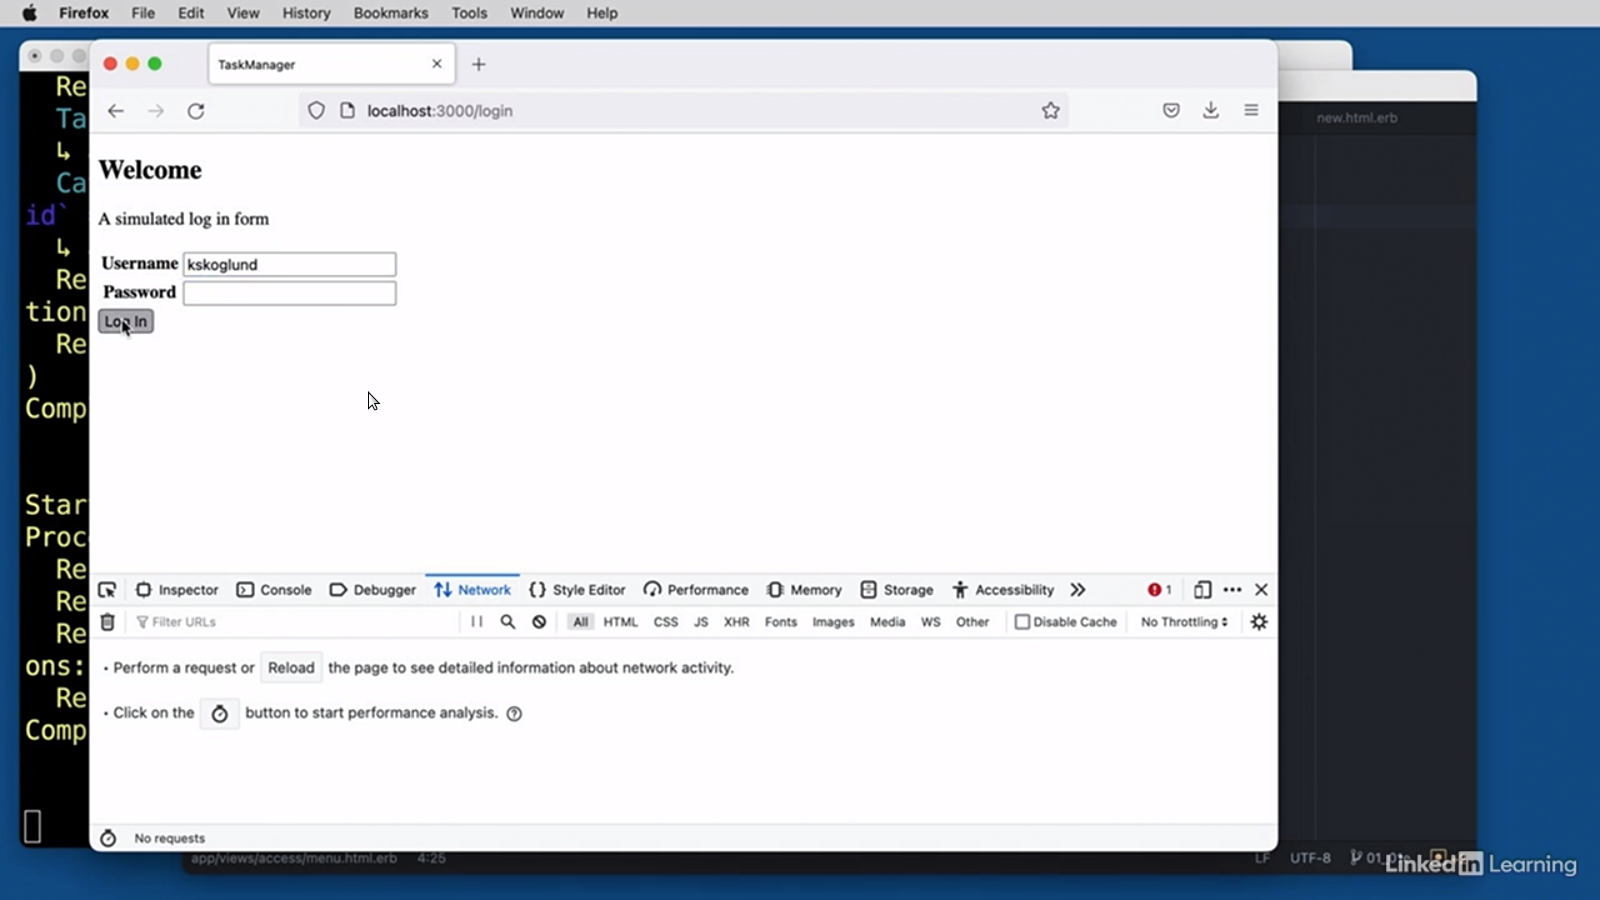 Firefox File Edit View History Bookmarks Tools Window Help
TaskManager
localhost:3000/login
new.html.erb
Welcome
A simulated log in form
Username kskoglund
Password
Log In
Re
Ta
↳
Ca
id`
↳
Re
tion
Re
)
Comp
Star
Proc
Re
Re
Re
ons:
Re
Comp
Inspector Console Debugger Network Style Editor Performance Memory Storage Accessibility 1
Filter URLs All HTML CSS JS XHR Fonts Images Media WS Other Disable Cache No Throttling
• Perform a request or Reload the page to see detailed information about network activity.
• Click on the button to start performance analysis.
No requests
app/views/access/menu.html.erb 4:25 LF UTF-8
LinkedIn Learning